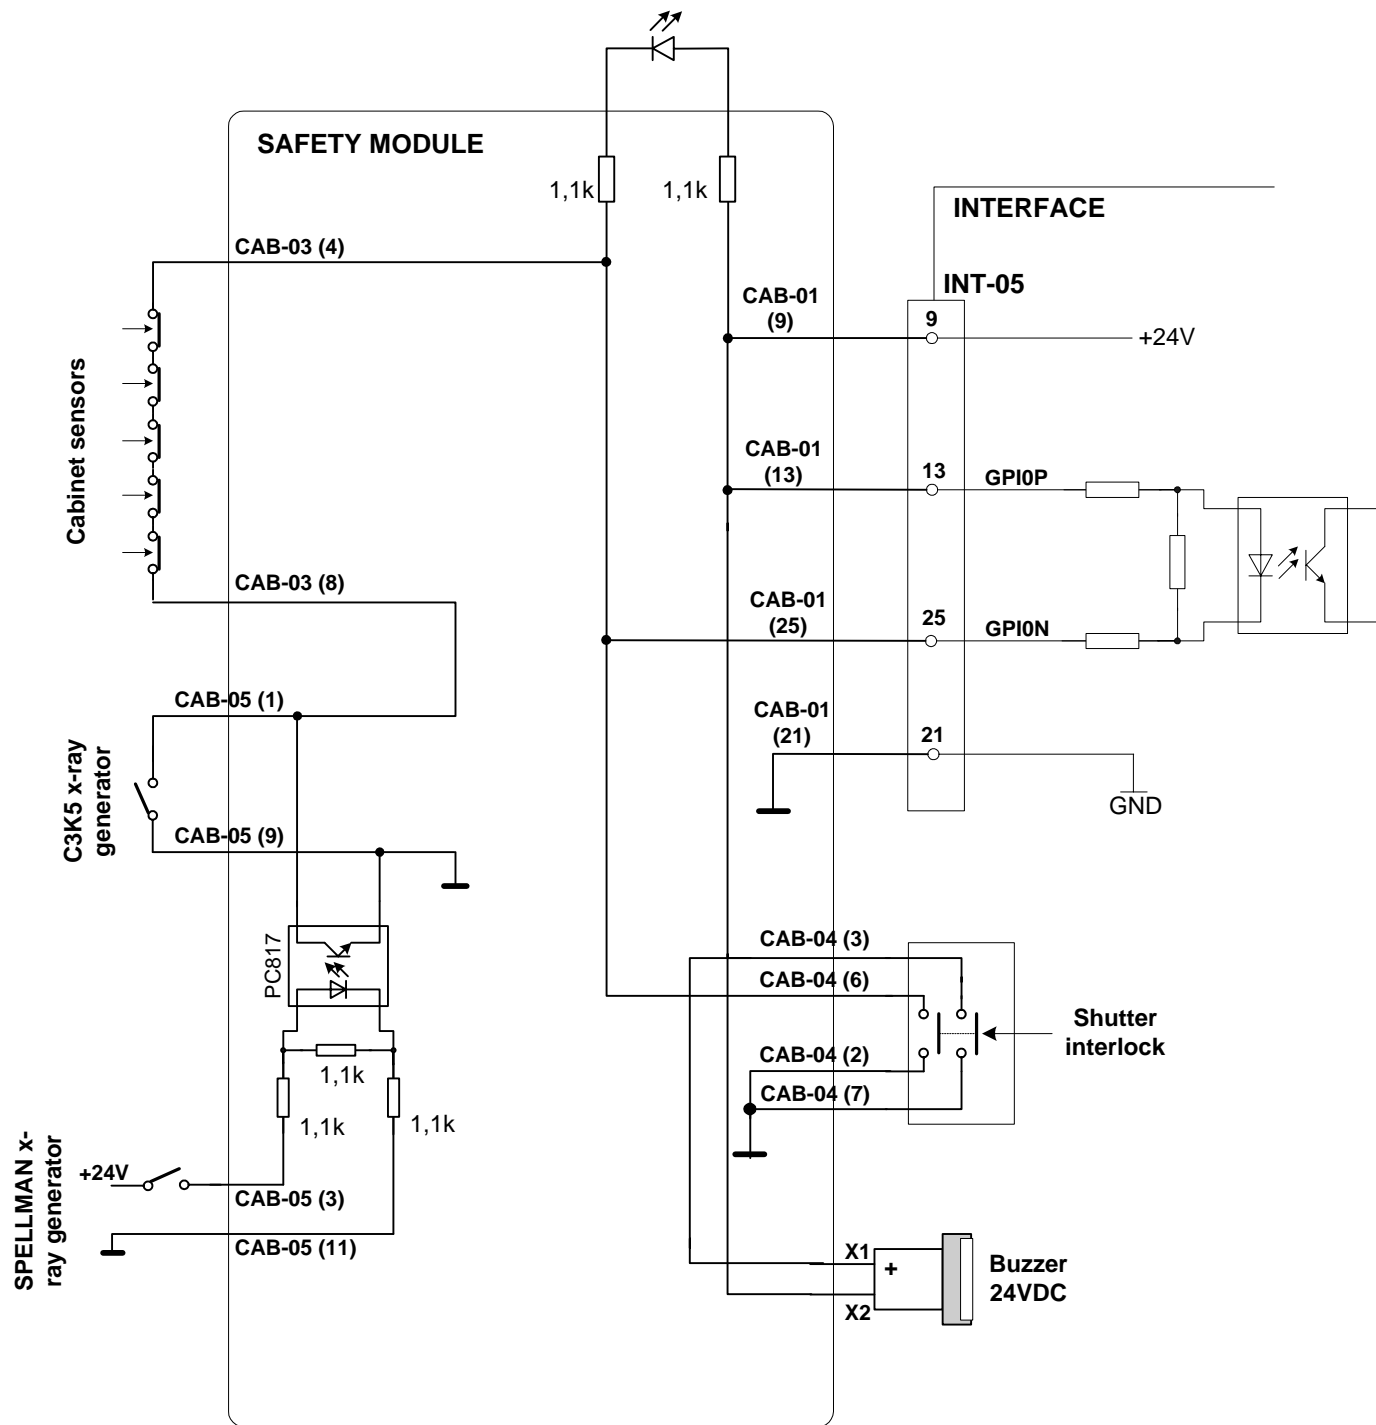 SAFETY MODULE
1,1k
1,1k
INTERFACE
CAB-03 (4)
INT-05
CAB-01
(9)
9
+24V
Cabinet sensors
CAB-01
(13)
13
GPI0P
CAB-03 (8)
CAB-01
(25)
25
GPI0N
CAB-05 (1)
CAB-01
(21)
21
GND
C3K5 x-ray
generator
CAB-05 (9)
PC817
CAB-04 (3)
CAB-04 (6)
Shutter
interlock
CAB-04 (2)
CAB-04 (7)
1,1k
1,1k
1,1k
SPELLMAN x-
ray generator
+24V
CAB-05 (3)
CAB-05 (11)
X1
+
X2
Buzzer
24VDC